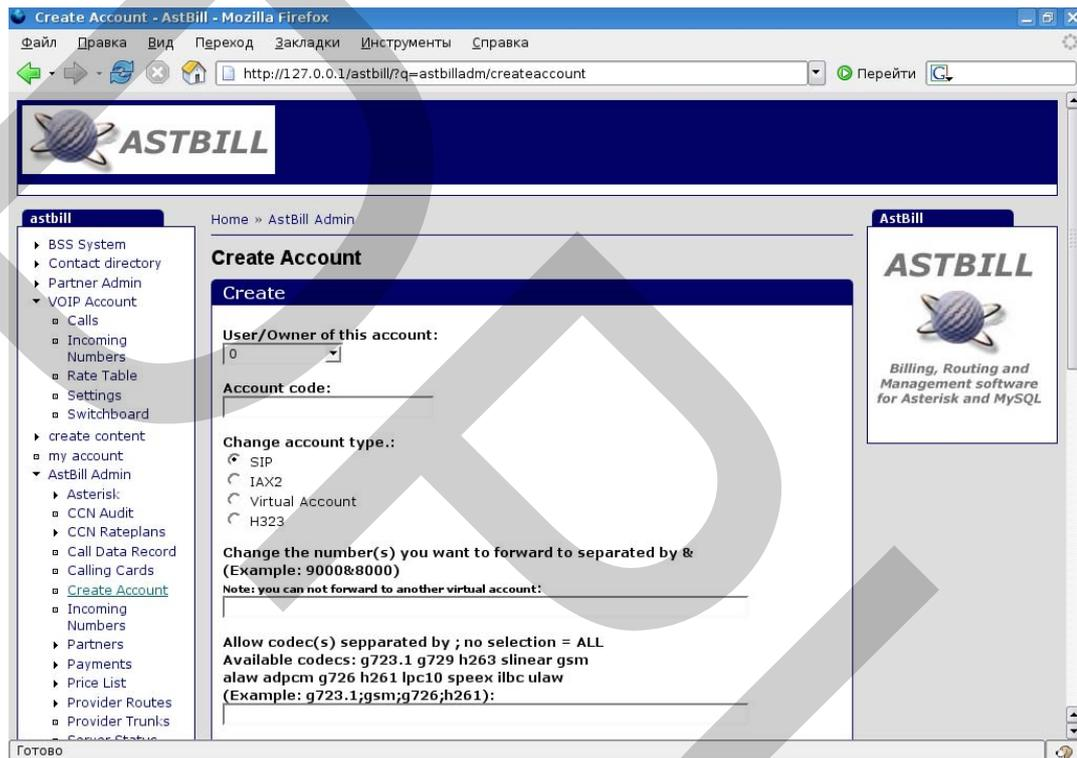 Create Account - AstBill - Mozilla Firefox
Файл Правка Вид Переход Закладки Инструменты Справка
http://127.0.0.1/astbill/?q=astbilladm/createaccount
Перейти
ASTBILL
astbill
BSS System
Contact directory
Partner Admin
VOIP Account
Calls
Incoming
Numbers
Rate Table
Settings
Switchboard
create content
my account
AstBill Admin
Asterisk
CCN Audit
CCN Rateplans
Call Data Record
Calling Cards
Create Account
Incoming
Numbers
Partners
Payments
Price List
Provider Routes
Provider Trunks
Server Status
Home » AstBill Admin
Create Account
Create
User/Owner of this account:
0
Account code:
Change account type.:
SIP
IAX2
Virtual Account
H323
Change the number(s) you want to forward to separated by &
(Example: 9000&8000)
Note: you can not forward to another virtual account:
Allow codec(s) sepparated by ; no selection = ALL
Available codecs: g723.1 g729 h263 slinear gsm
alaw adpcm g726 h261 lpc10 speex ilbc ulaw
(Example: g723.1;gsm;g726;h261):
AstBill
ASTBILL
Billing, Routing and
Management software
for Asterisk and MySQL
Готово